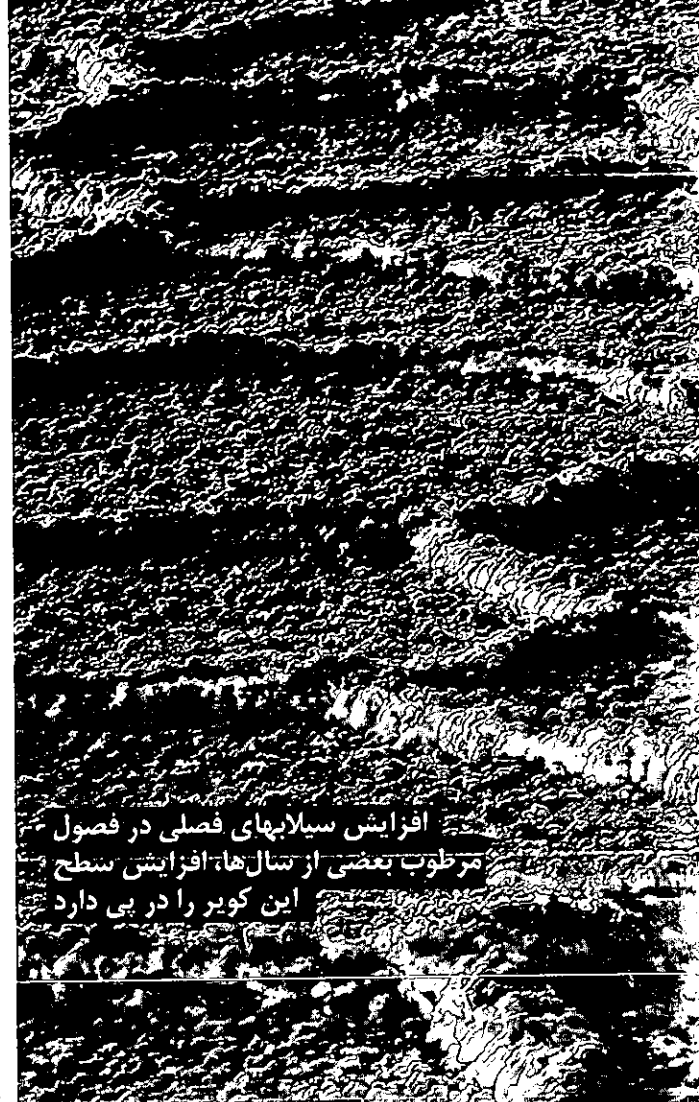 افزایش سیلابهای فصلی در فصول
مرطوب بعضی از سال‌ها، افزایش سطح
این کویر را در پی دارد